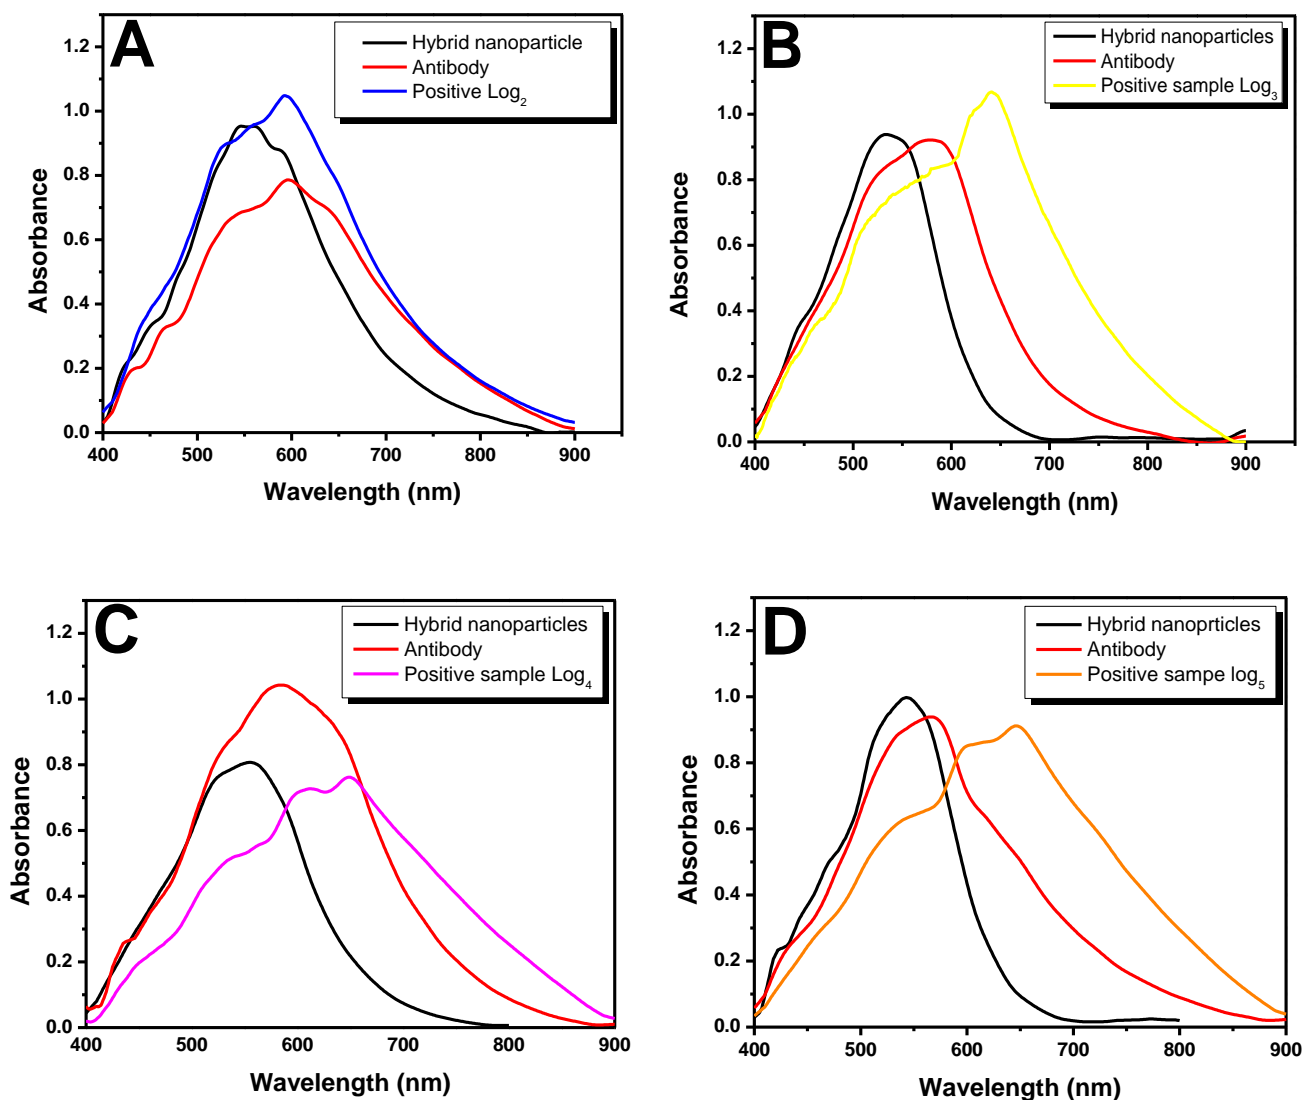 A
Hybrid nanoparticle
Antibody
Positive Log2
1.2
1.0
0.8
0.6
0.4
0.2
0.0
400 500 600 700 800 900
Absorbance
Wavelength (nm)
B
Hybrid nanoparticles
Antibody
Positive sample Log3
1.2
1.0
0.8
0.6
0.4
0.2
0.0
400 500 600 700 800 900
Absorbance
Wavelength (nm)
C
Hybrid nanoparticles
Antibody
Positive sample Log4
1.2
1.0
0.8
0.6
0.4
0.2
0.0
400 500 600 700 800 900
Absorbance
Wavelength (nm)
D
Hybrid nanoprticles
Antibody
Positive sampe log5
1.2
1.0
0.8
0.6
0.4
0.2
0.0
400 500 600 700 800 900
Absorbance
Wavelength (nm)